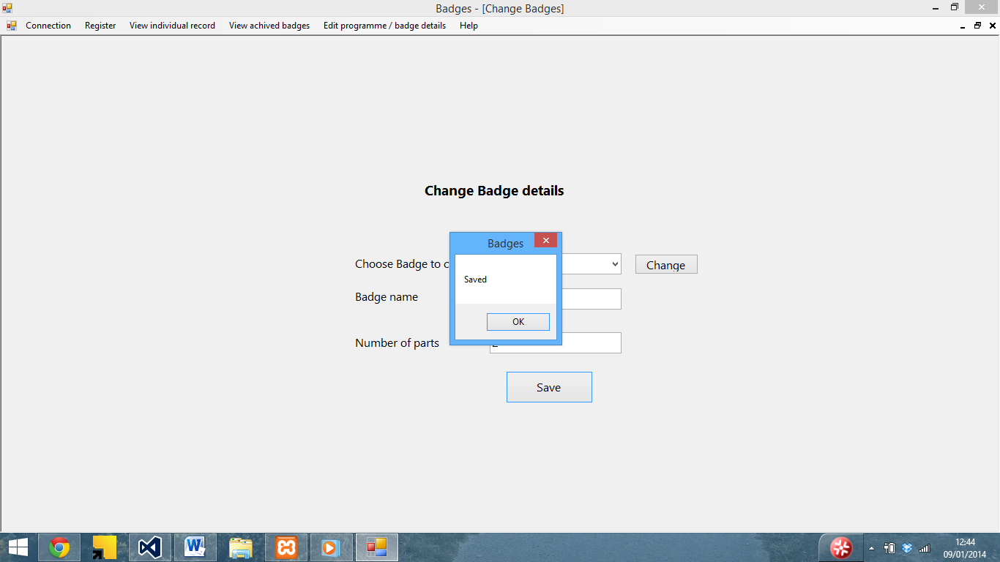 Badges - [Change Badges]
Connection Register View individual record View achived badges Edit programme / badge details Help
Change Badge details
Badges
Choose Badge to c
Change
Saved
Badge name
OK
Number of parts
Save
12:44
09/01/2014